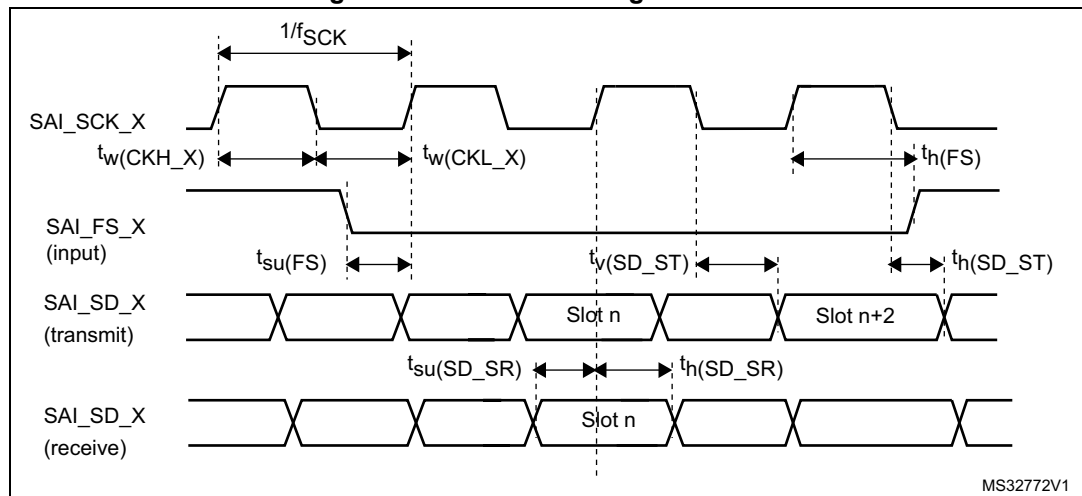 1/fSCK
SAI_SCK_X
tw(CKH_X)
tw(CKL_X)
th(FS)
SAI_FS_X
(input)
tsu(FS)
tv(SD_ST)
th(SD_ST)
SAI_SD_X
(transmit)
Slot n
Slot n+2
tsu(SD_SR)
th(SD_SR)
SAI_SD_X
(receive)
Slot n
MS32772V1